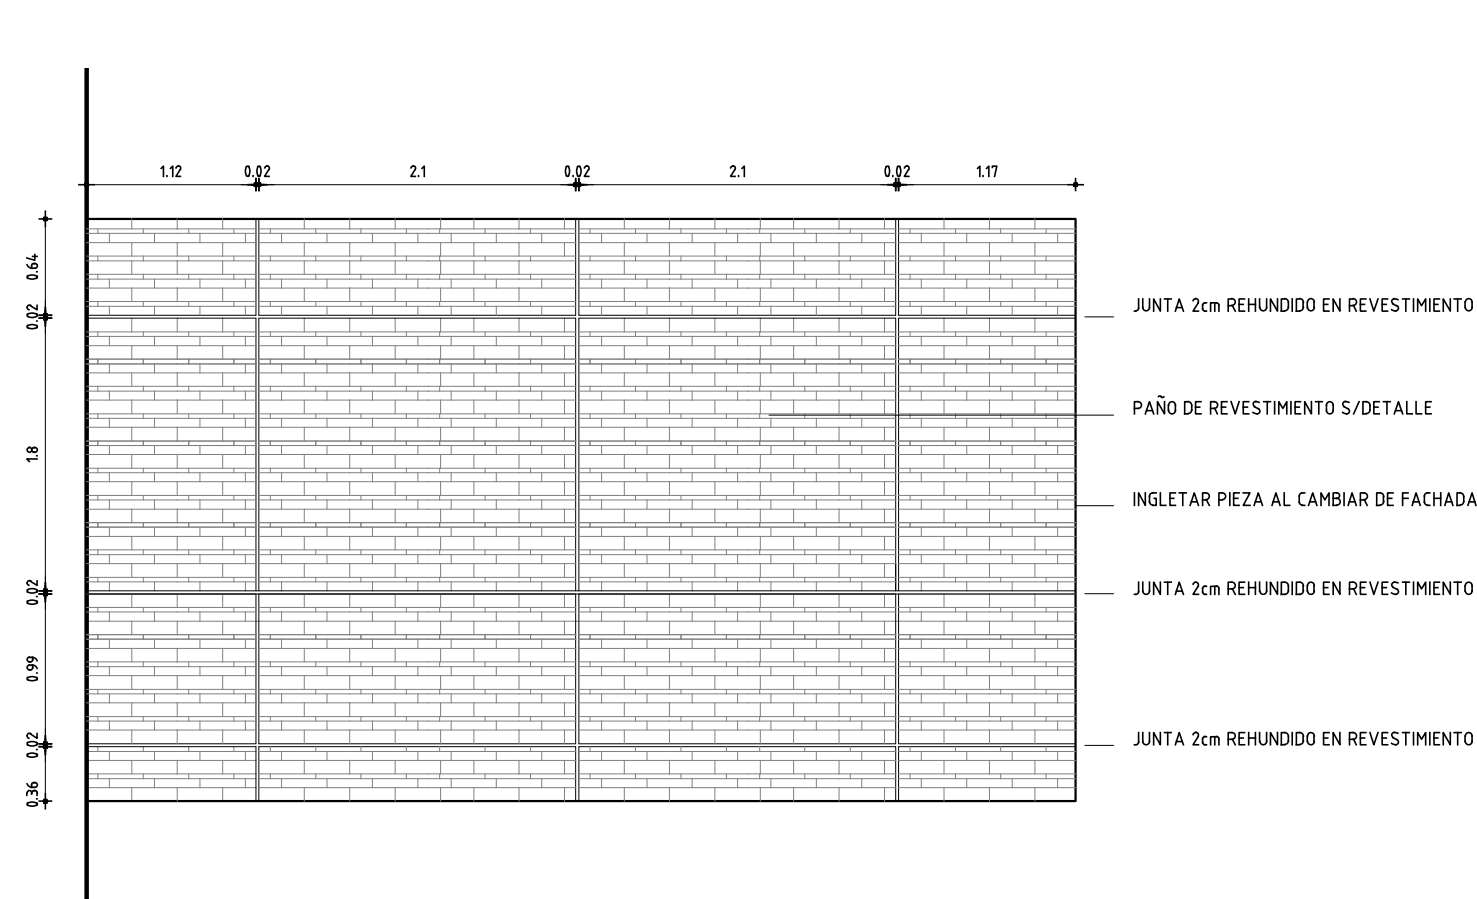 1.12 0.02 2.1 0.02 2.1 0.02 1.17
0.64
0.02
1.8
0.02
0.99
0.02
0.36
JUNTA 2cm REHUNDIDO EN REVESTIMIENTO
PAÑO DE REVESTIMIENTO S/DETALLE
INGLETAR PIEZA AL CAMBIAR DE FACHADA
JUNTA 2cm REHUNDIDO EN REVESTIMIENTO
JUNTA 2cm REHUNDIDO EN REVESTIMIENTO